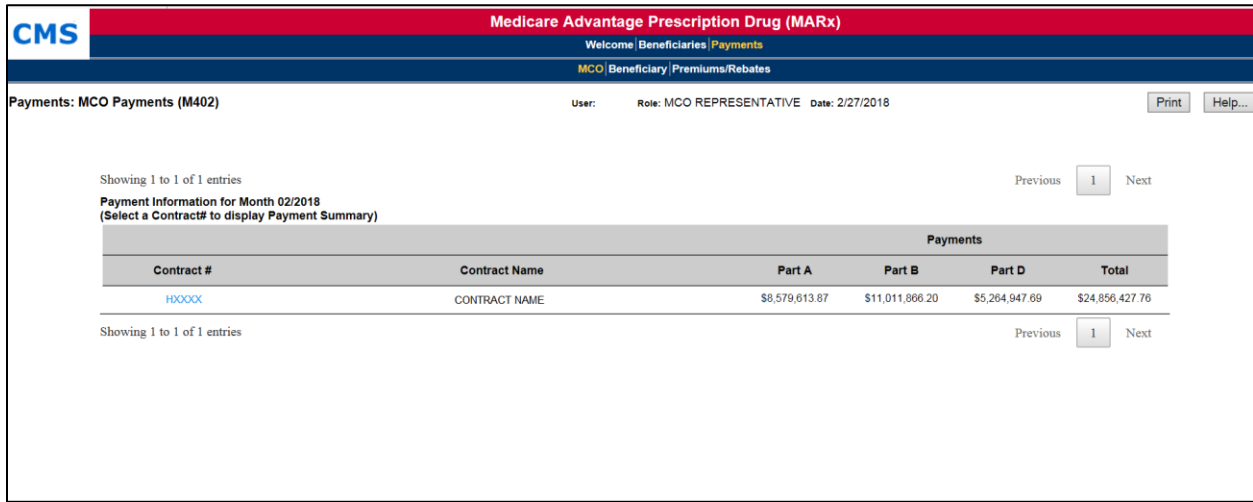 CMS
Medicare Advantage Prescription Drug (MARx)
Welcome|Beneficiaries|Payments
MCO|Beneficiary|Premiums/Rebates
Payments: MCO Payments (M402) User: Role: MCO REPRESENTATIVE Date: 2/27/2018 Print Help...
Showing 1 to 1 of 1 entries Previous 1 Next
Payment Information for Month 02/2018
(Select a Contract# to display Payment Summary)
Payments
Contract # Contract Name Part A Part B Part D Total
HXXXX CONTRACT NAME $8,579,613.87 $11,011,866.20 $5,264,947.69 $24,856,427.76
Showing 1 to 1 of 1 entries Previous 1 Next